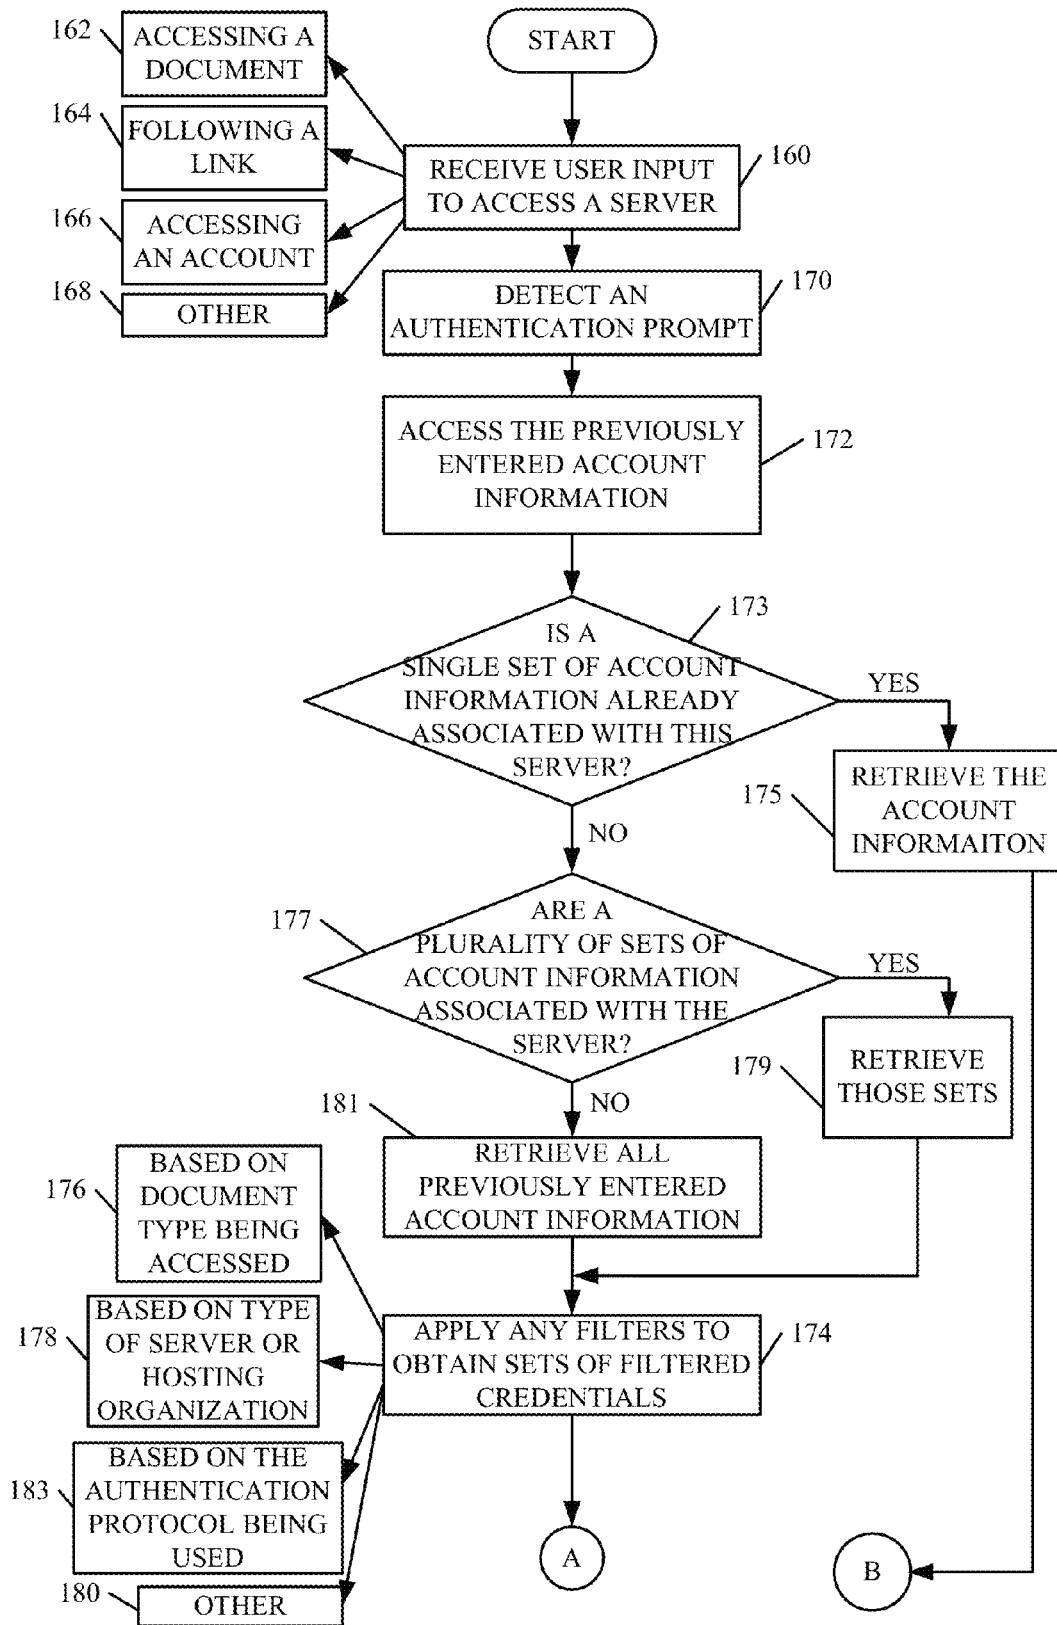 START
162
ACCESSING A
DOCUMENT
164
FOLLOWING A
LINK
166
ACCESSING
AN ACCOUNT
168
OTHER
RECEIVE USER INPUT
TO ACCESS A SERVER
160
DETECT AN
AUTHENTICATION PROMPT
170
ACCESS THE PREVIOUSLY
ENTERED ACCOUNT
INFORMATION
172
IS A
SINGLE SET OF ACCOUNT
INFORMATION ALREADY
ASSOCIATED WITH THIS
SERVER?
173
YES
175
RETRIEVE THE
ACCOUNT
INFORMAITON
NO
177
ARE A
PLURALITY OF SETS OF
ACCOUNT INFORMATION
ASSOCIATED WITH THE
SERVER?
YES
179
RETRIEVE
THOSE SETS
NO
181
RETRIEVE ALL
PREVIOUSLY ENTERED
ACCOUNT INFORMATION
176
BASED ON
DOCUMENT
TYPE BEING
ACCESSED
178
BASED ON TYPE
OF SERVER OR
HOSTING
ORGANIZATION
APPLY ANY FILTERS TO
OBTAIN SETS OF FILTERED
CREDENTIALS
174
183
BASED ON THE
AUTHENTICATION
PROTOCOL BEING
USED
180
OTHER
A
B